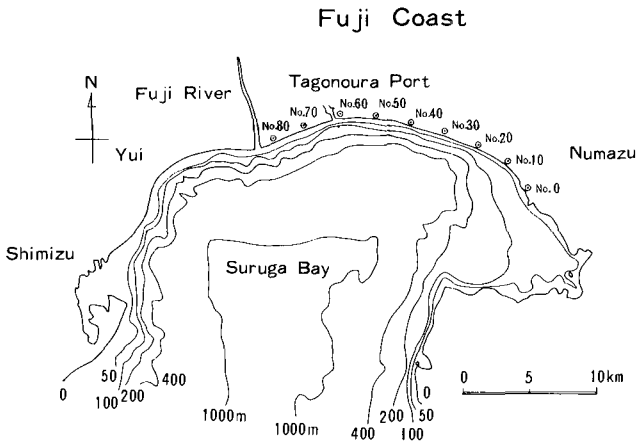 Fuji Coast
N
Fuji River
Tagonoura Port
No.80
No.70
No.60
No.50
No.40
No.30
No.20
No.10
No.0
Yui
Numazu
Shimizu
Suruga Bay
0
50
100
200
400
1000m
1000m
400
200
100
50
0
0 5 10km